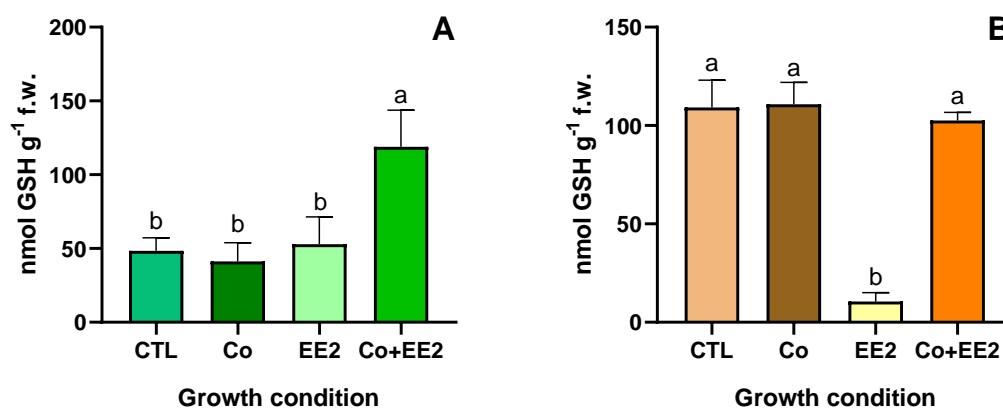 A
nmol GSH g⁻¹ f.w.
200
150
100
50
0
b
b
b
a
CTL
Co
EE2
Co+EE2
Growth condition
B
nmol GSH g⁻¹ f.w.
150
100
50
0
a
a
b
a
CTL
Co
EE2
Co+EE2
Growth condition